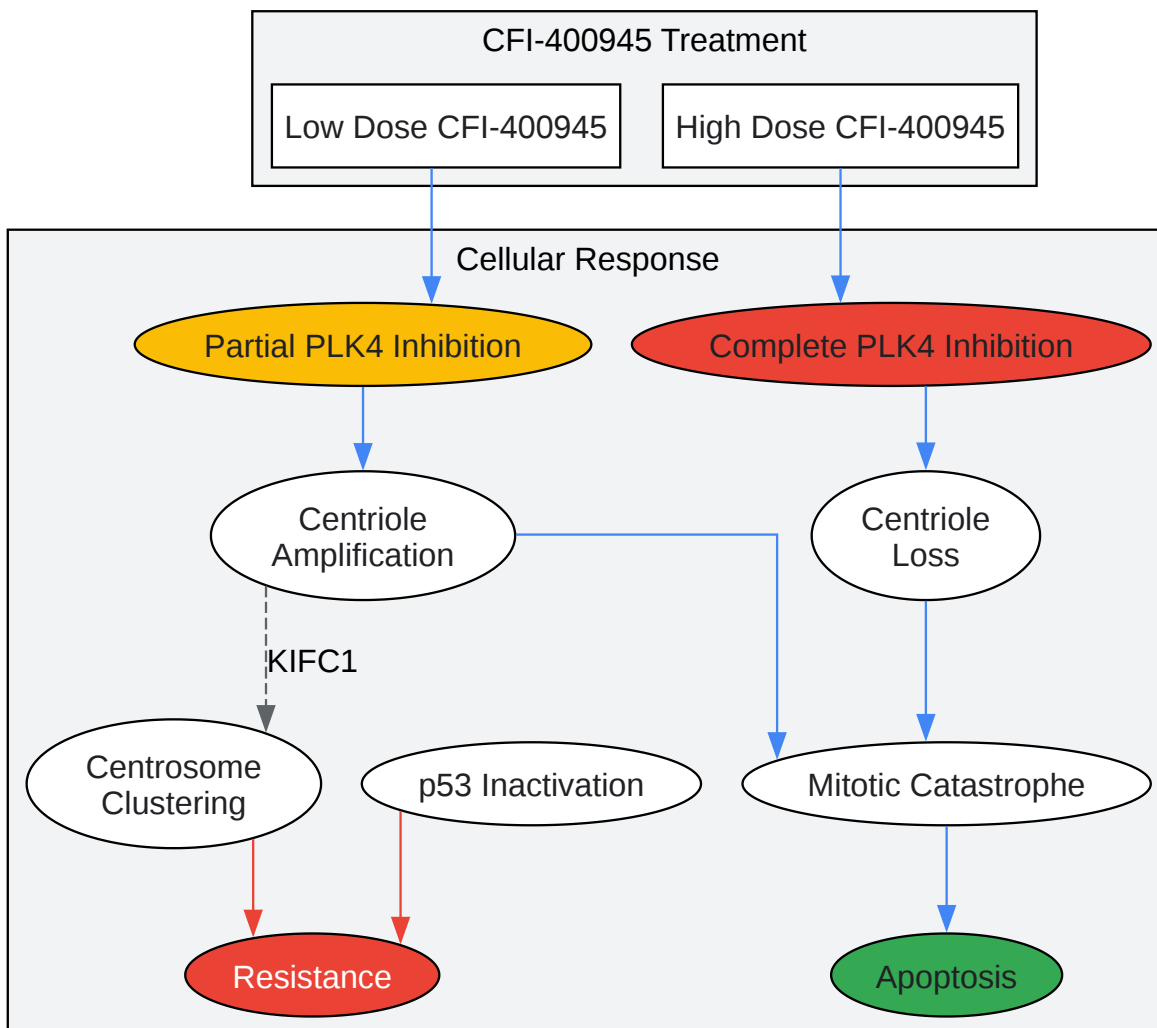 CFI-400945 Treatment
Low Dose CFI-400945
High Dose CFI-400945
Cellular Response
Partial PLK4 Inhibition
Complete PLK4 Inhibition
Centriole
Amplification
Centriole
Loss
KIFC1
Centrosome
Clustering
p53 Inactivation
Mitotic Catastrophe
Resistance
Apoptosis